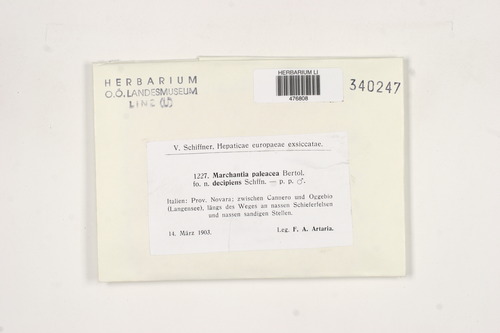 HERBARIUM
O.Ö. LANDESMUSEUM
LINZ (LI)
HERBARIUM LI
476808
340247
V. Schiffner, Hepaticae europaeae exsiccatae.
1227. Marchantia paleacea Bertol.
fo. n. decipiens Schffn. — p. p. ♂.
Italien: Prov. Novara; zwischen Cannero und Oggebio
(Langessee), längs des Weges an nassen Schieferfelsen
und nassen sandigen Stellen.
14. März 1903.
Leg. F. A. Artaria.